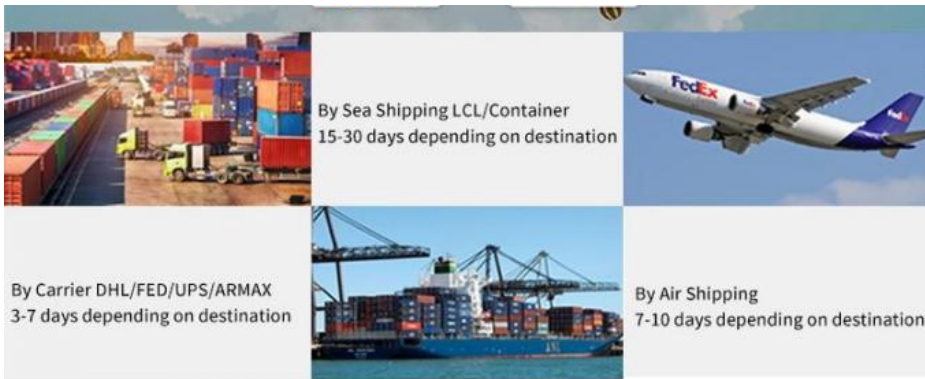 By Sea Shipping LCL/Container
15-30 days depending on destination
FedEx
FedEx
By Carrier DHL/FED/UPS/ARMAX
3-7 days depending on destination
By Air Shipping
7-10 days depending on destination